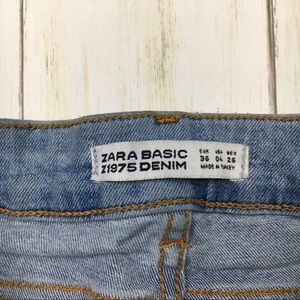 ZARA BASIC
Z1975 DENIM
EUR USA MEX
36 04 26
MADE IN TURKEY